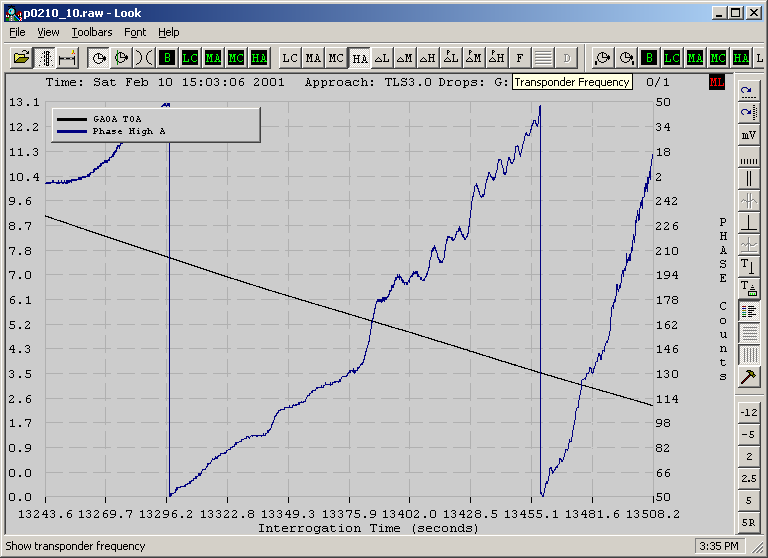 p0210_10.raw - Look
File View Toolbars Font Help
B LC MA MC HA LC MA MC HA ΔL ΔM ΔH L M H F D B LC MA MC HA L
Time: Sat Feb 10 15:03:06 2001 Approach: TLS3.0 Drops: G: Transponder Frequency 0/1 ML
GAOA TOA
Phase High A
13.1 50
12.2 34
11.3 18
10.4 2
9.6 242
8.7 226
7.8 210
7.0 194
6.1 178
5.2 162
4.3 146
3.5 130
2.6 114
1.7 98
0.9 82
0.0 66
0.0 50
13243.6 13269.7 13296.2 13322.8 13349.3 13375.9 13402.0 13428.5 13455.1 13481.6 13508.2
Interrogation Time (seconds)
PHASE Counts
mV
T
T
-12
-5
2
2.5
5
5R
Show transponder frequency 3:35 PM